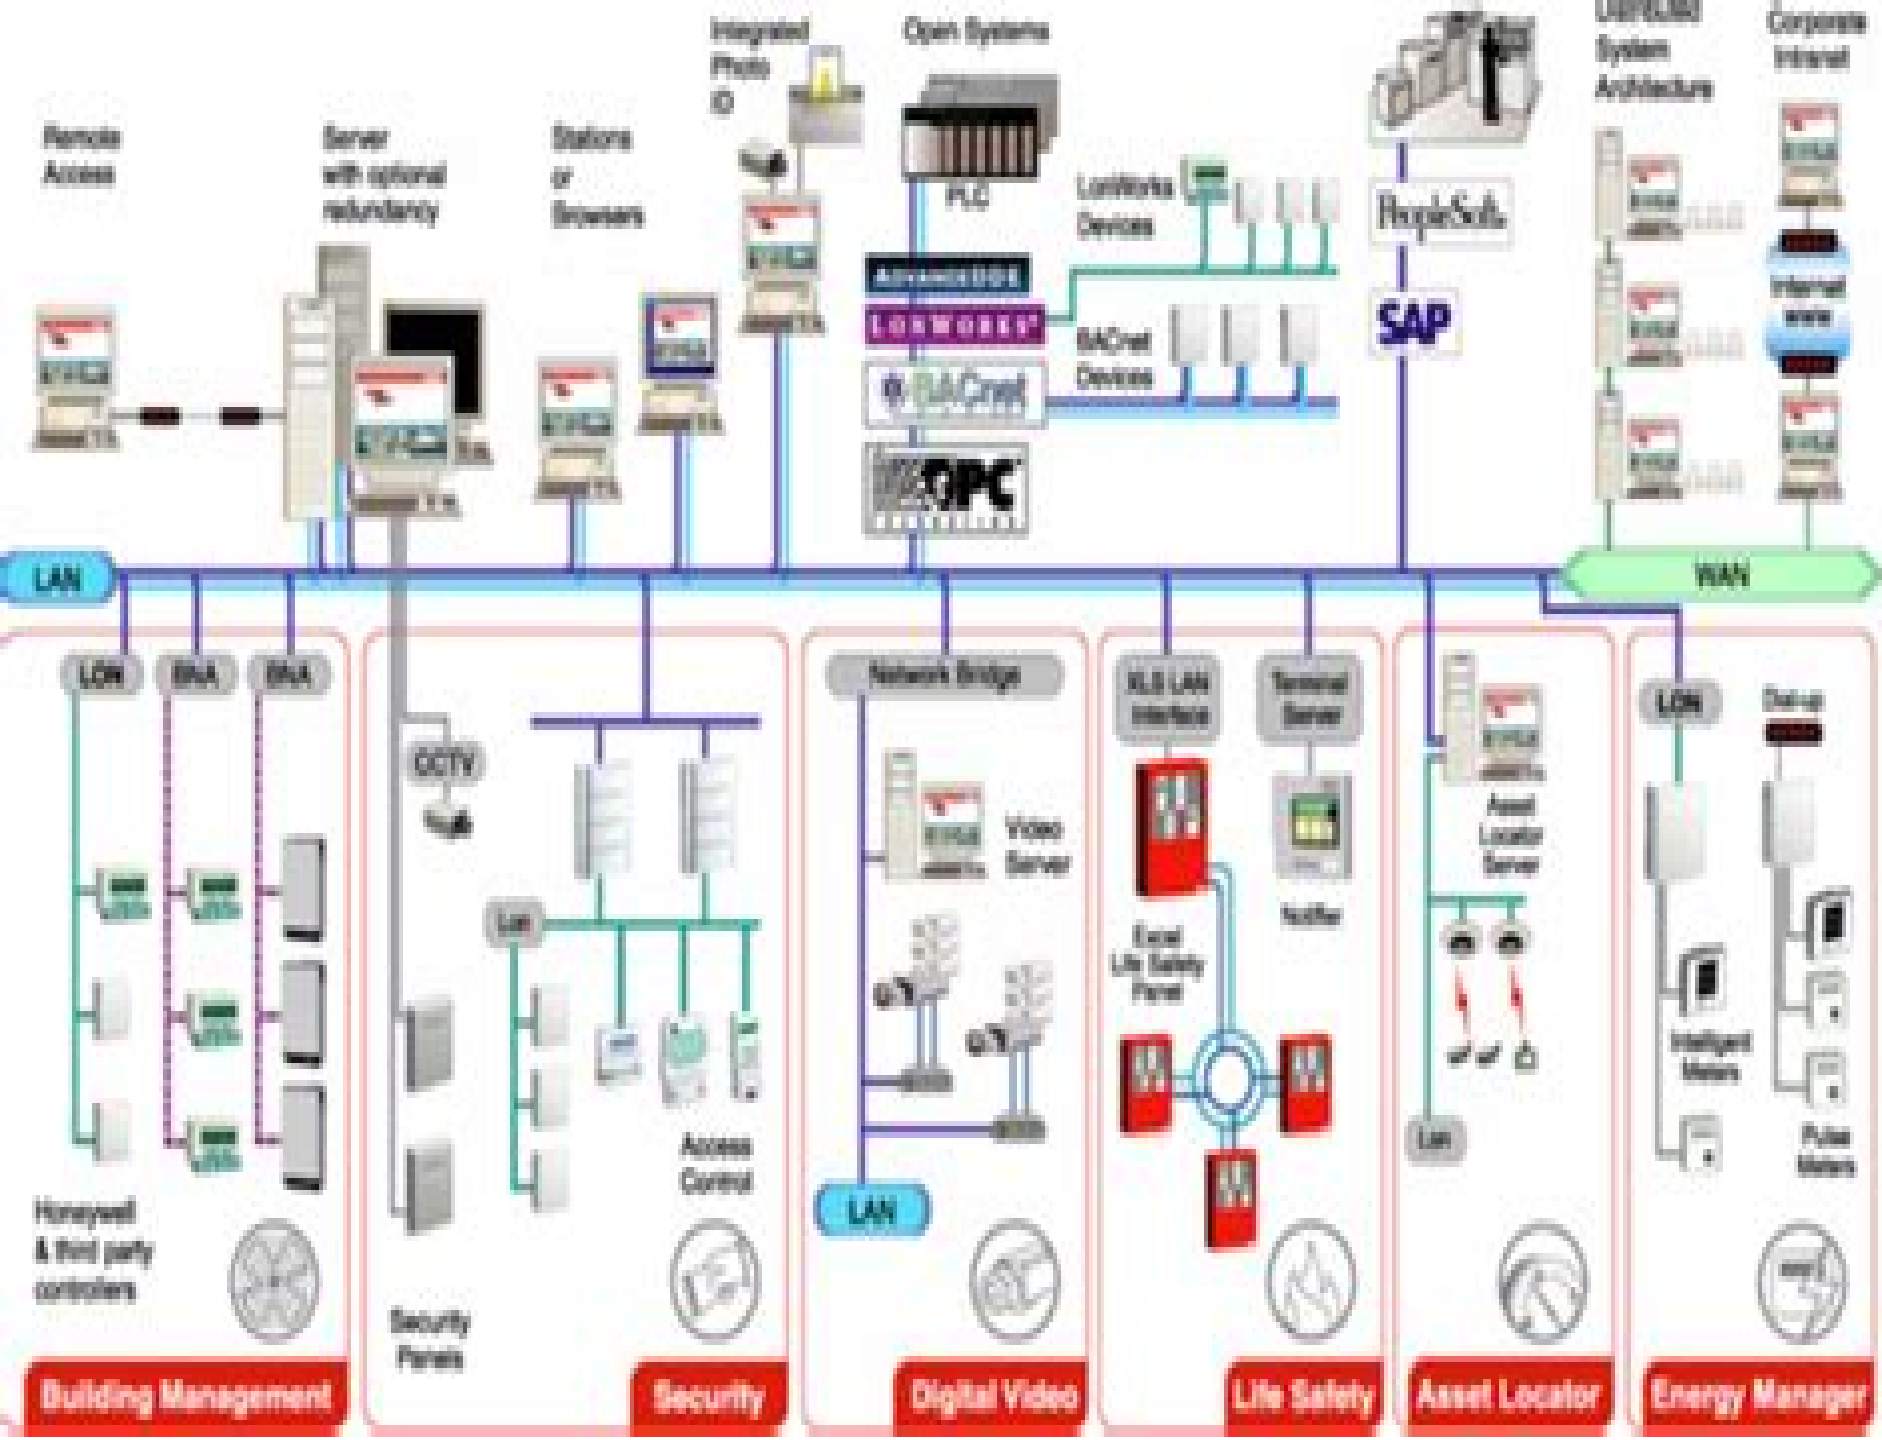 Integrated
Photo
ID
Open Systems
System
Architecture
Corporate
Intranet
Remote
Access
Server
with optional
redundancy
Stations
or
Browsers
PLC
LonWorks
Devices
PeopleSoft.
LONWORKS
Internet
www
SAP
BACnet
Devices
BACnet
OPC
LAN
WAN
LON
BNA
BNA
CCTV
Network Bridge
XLS LAN
Interface
Terminal
Server
LON
Dial-up
Video
Server
Asset
Locator
Server
Lon
Notifier
Excel
Life Safety
Panel
Intelligent
Meters
Lon
Pulse
Meters
Access
Control
LAN
Honeywell
& third party
controllers
Security
Panels
Building Management
Security
Digital Video
Life Safety
Asset Locator
Energy Manager